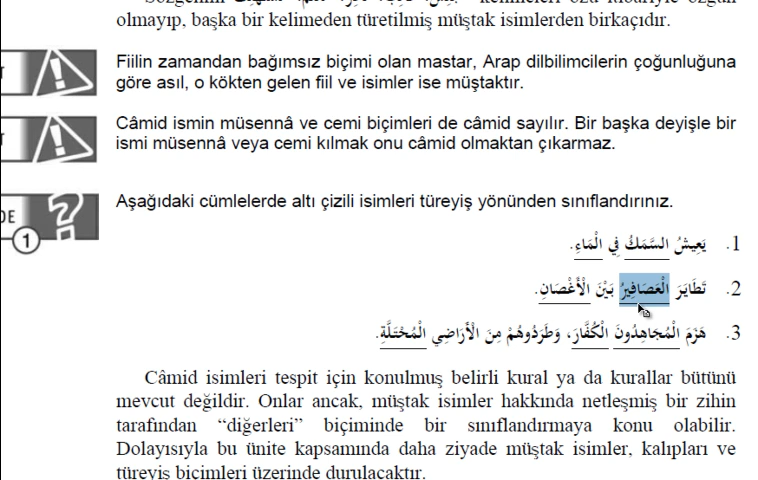 kelimeleri özü itibariyle özgün
olmayıp, başka bir kelimeden türetilmiş müştak isimlerden birkaçıdır.
Fiilin zamandan bağımsız biçimi olan mastar, Arap dilbilimcilerin çoğunluğuna
göre asıl, o kökten gelen fiil ve isimler ise müştaktır.
Câmid ismin müsennâ ve cemi biçimleri de câmid sayılır. Bir başka deyişle bir
ismi müsennâ veya cemi kılmak onu câmid olmaktan çıkarmaz.
DE
1
Aşağıdaki cümlelerde altı çizili isimleri türeyiş yönünden sınıflandırınız.
1. يَعِيشُ السَّمَكُ فِي الْمَاءِ.
2. تَطَايَرَ الْعَصَافِيرُ بَيْنَ الْأَغْصَانِ.
3. هَزَمَ الْمُجَاهِدُونَ الْكُفَّارَ، وَطَرَدُوهُمْ مِنَ الْأَرَاضِي الْمُحْتَلَّةِ.
Câmid isimleri tespit için konulmuş belirli kural ya da kurallar bütünü
mevcut değildir. Onlar ancak, müştak isimler hakkında netleşmiş bir zihin
tarafından “diğerleri” biçiminde bir sınıflandırmaya konu olabilir.
Dolayısıyla bu ünite kapsamında daha ziyade müştak isimler, kalıpları ve
türeyiş biçimleri üzerinde durulacaktır.